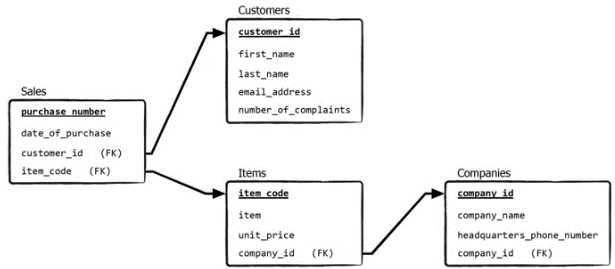 Customers
customer_id
first_name
last_name
email_address
number_of_complaints
Sales
purchase_number
date_of_purchase
customer_id (FK)
item_code (FK)
Items
item_code
item
unit_price
company_id (FK)
Companies
company_id
company_name
headquarters_phone_number
company_id (FK)